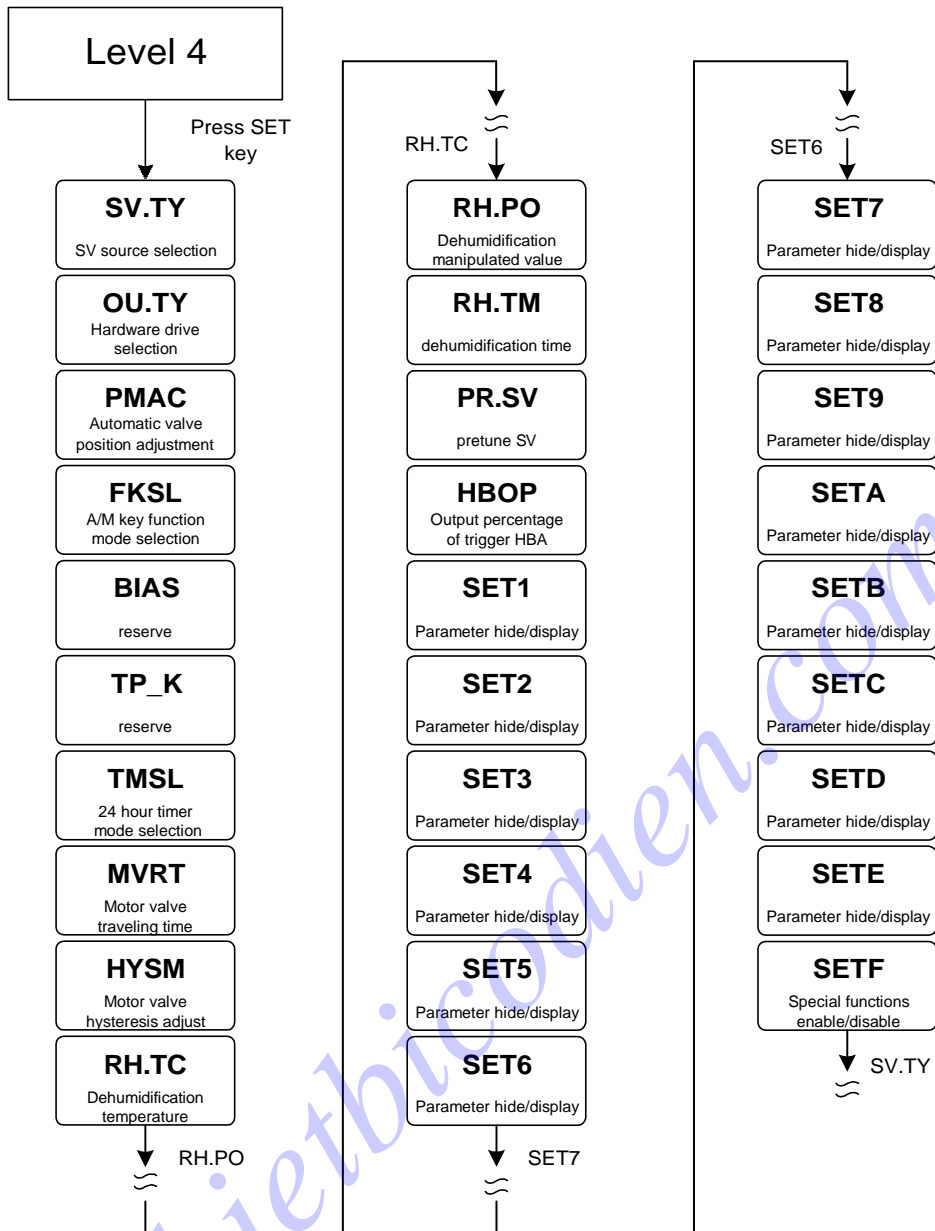 Level 4
Press SET
key
SV.TY
SV source selection
OU.TY
Hardware drive
selection
PMAC
Automatic valve
position adjustment
FKSL
A/M key function
mode selection
BIAS
reserve
TP_K
reserve
TMSL
24 hour timer
mode selection
MVRT
Motor valve
traveling time
HYSM
Motor valve
hysteresis adjust
RH.TC
Dehumidification
temperature
RH.PO
RH.TC
RH.PO
Dehumidification
manipulated value
RH.TM
dehumidification time
PR.SV
pretune SV
HBOP
Output percentage
of trigger HBA
SET1
Parameter hide/display
SET2
Parameter hide/display
SET3
Parameter hide/display
SET4
Parameter hide/display
SET5
Parameter hide/display
SET6
Parameter hide/display
SET7
SET6
SET7
Parameter hide/display
SET8
Parameter hide/display
SET9
Parameter hide/display
SETA
Parameter hide/display
SETB
Parameter hide/display
SETC
Parameter hide/display
SETD
Parameter hide/display
SETE
Parameter hide/display
SETF
Special functions
enable/disable
SV.TY